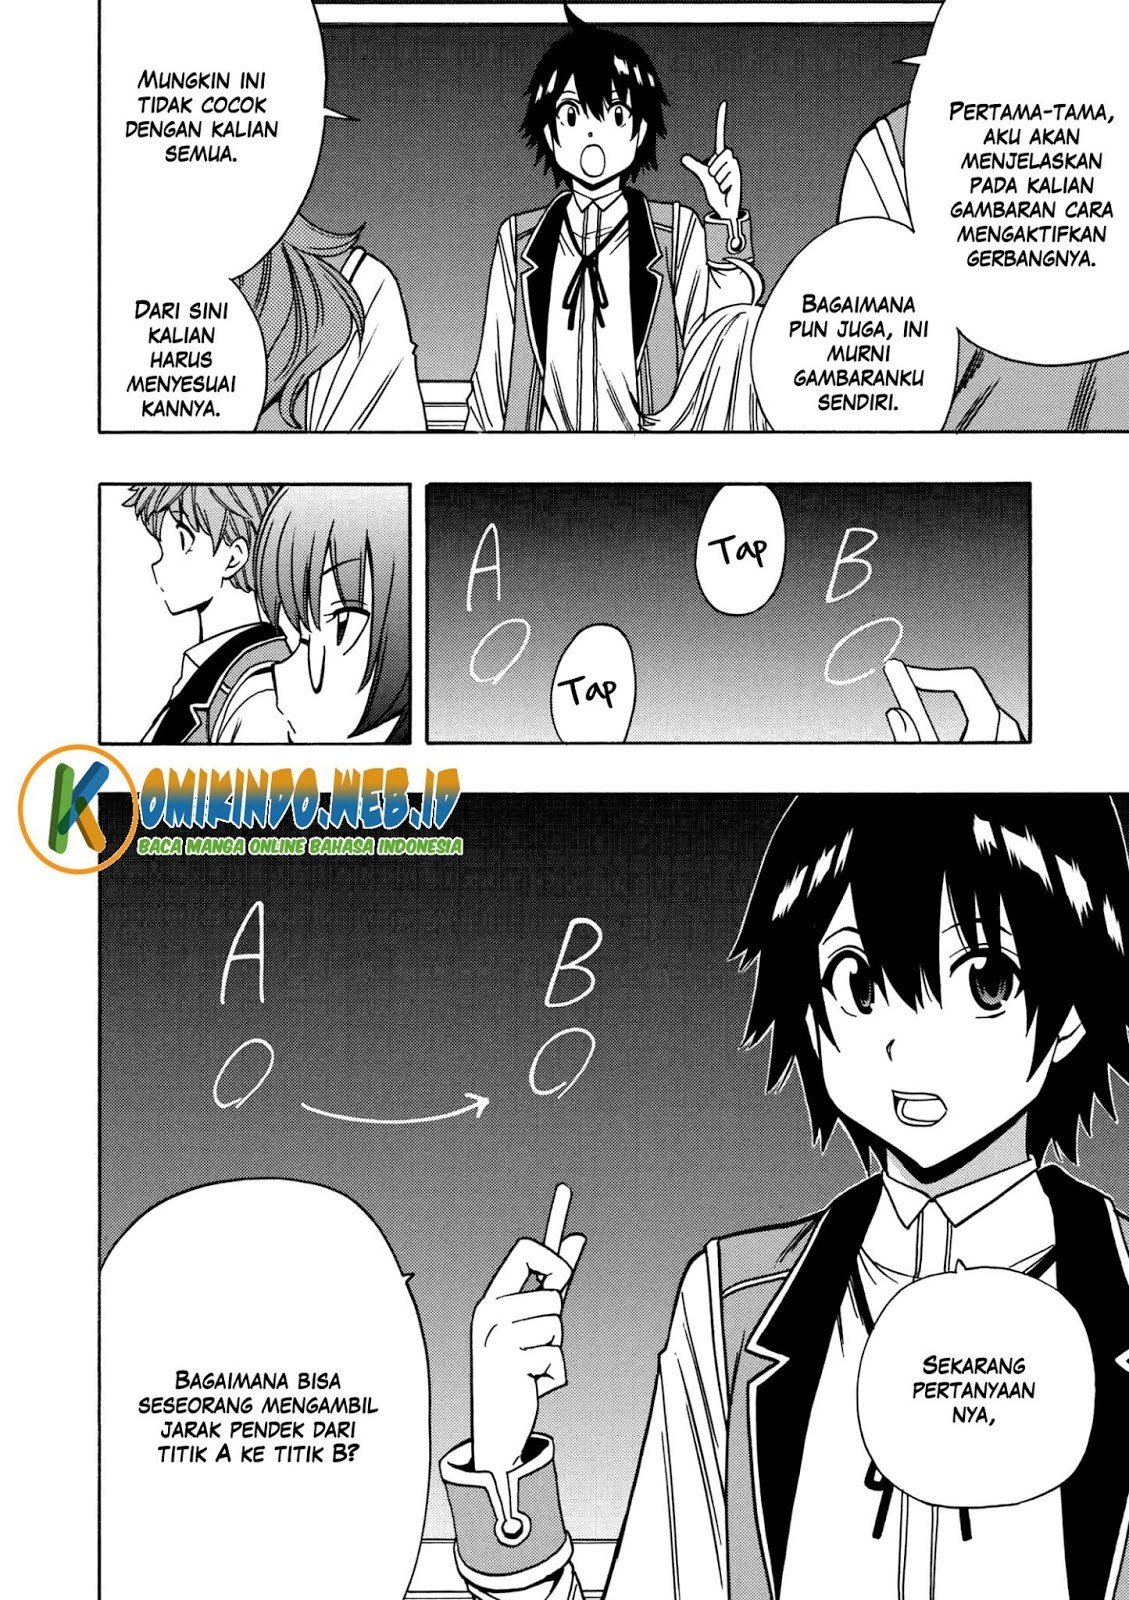 PERTAMA-TAMA,
AKU AKAN
MENJELASKAN
PADA KALIAN
GAMBARAN CARA
MENGAKTIFKAN
GERBANGNYA.
BAGAIMANA
PUN JUGA, INI
MURNI
GAMBARANKU
SENDIRI.
MUNGKIN INI
TIDAK COCOK
DENGAN KALIAN
SEMUA.
DARI SINI
KALIAN
HARUS
MENYESUAI
KANNYA.
B
TAP
A
TAP
KOMIKINDO.WEB.ID
BACA MANGA ONLINE BAHASA INDONESIA
A
B
SEKARANG
PERTANYAAN
NYA,
BAGAIMANA BISA
SESEORANG MENGAMBIL
JARAK PENDEK DARI
TITIK A KE TITIK B?